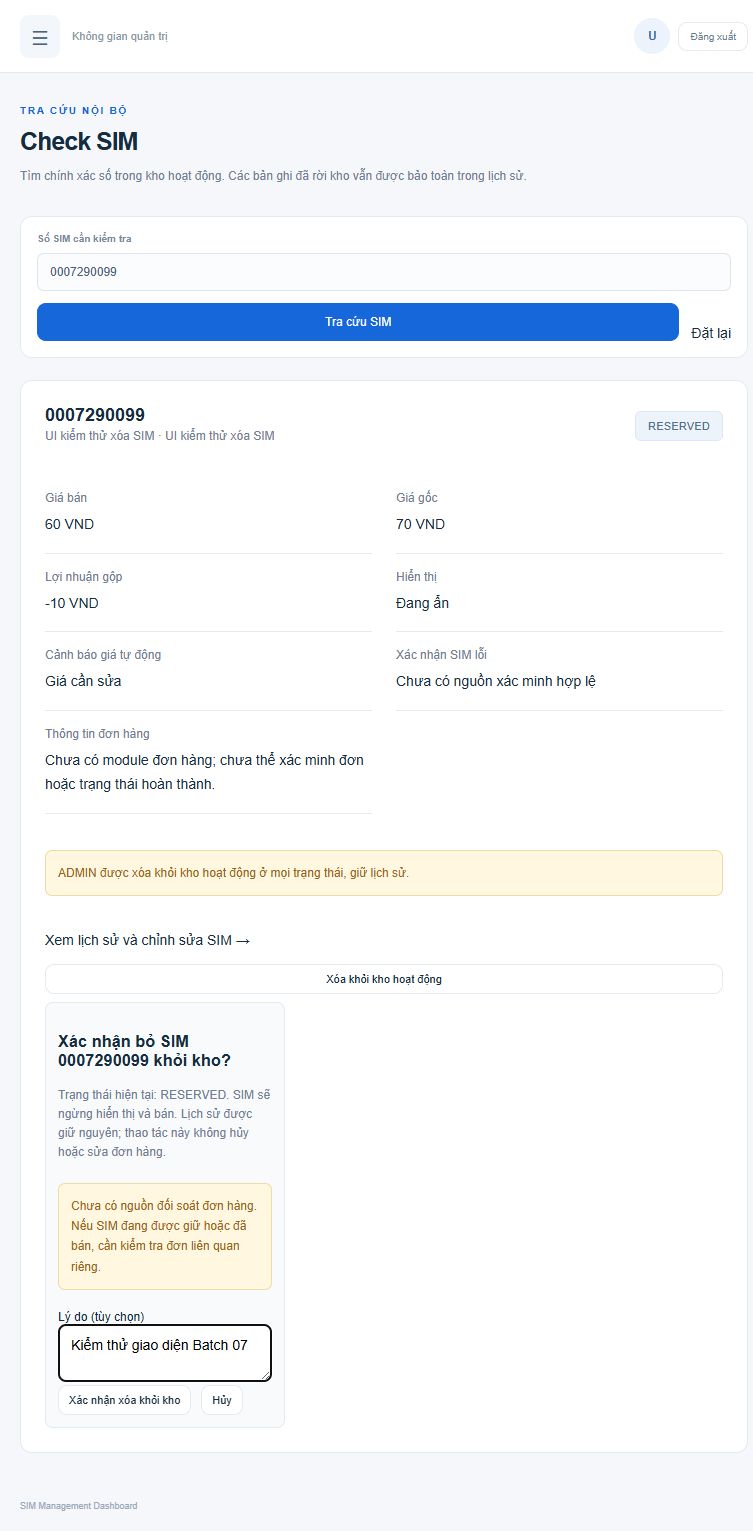 ☰
Không gian quản trị
U
Đăng xuất
TRA CỨU NỘI BỘ
Check SIM
Tìm chính xác số trong kho hoạt động. Các bản ghi đã rời kho vẫn được bảo toàn trong lịch sử.
Số SIM cần kiểm tra
0007290099
Tra cứu SIM
Đặt lại
0007290099
UI kiểm thử xóa SIM · UI kiểm thử xóa SIM
RESERVED
Giá bán
60 VND
Giá gốc
70 VND
Lợi nhuận gộp
-10 VND
Hiển thị
Đang ẩn
Cảnh báo giá tự động
Giá cần sửa
Xác nhận SIM lỗi
Chưa có nguồn xác minh hợp lệ
Thông tin đơn hàng
Chưa có module đơn hàng; chưa thể xác minh đơn
hoặc trạng thái hoàn thành.
ADMIN được xóa khỏi kho hoạt động ở mọi trạng thái, giữ lịch sử.
Xem lịch sử và chỉnh sửa SIM →
Xóa khỏi kho hoạt động
Xác nhận bỏ SIM
0007290099 khỏi kho?
Trạng thái hiện tại: RESERVED. SIM sẽ
ngừng hiển thị và bán. Lịch sử được
giữ nguyên; thao tác này không hủy
hoặc sửa đơn hàng.
Chưa có nguồn đối soát đơn hàng.
Nếu SIM đang được giữ hoặc đã
bán, cần kiểm tra đơn liên quan
riêng.
Lý do (tùy chọn)
Kiểm thử giao diện Batch 07
Xác nhận xóa khỏi kho
Hủy
SIM Management Dashboard